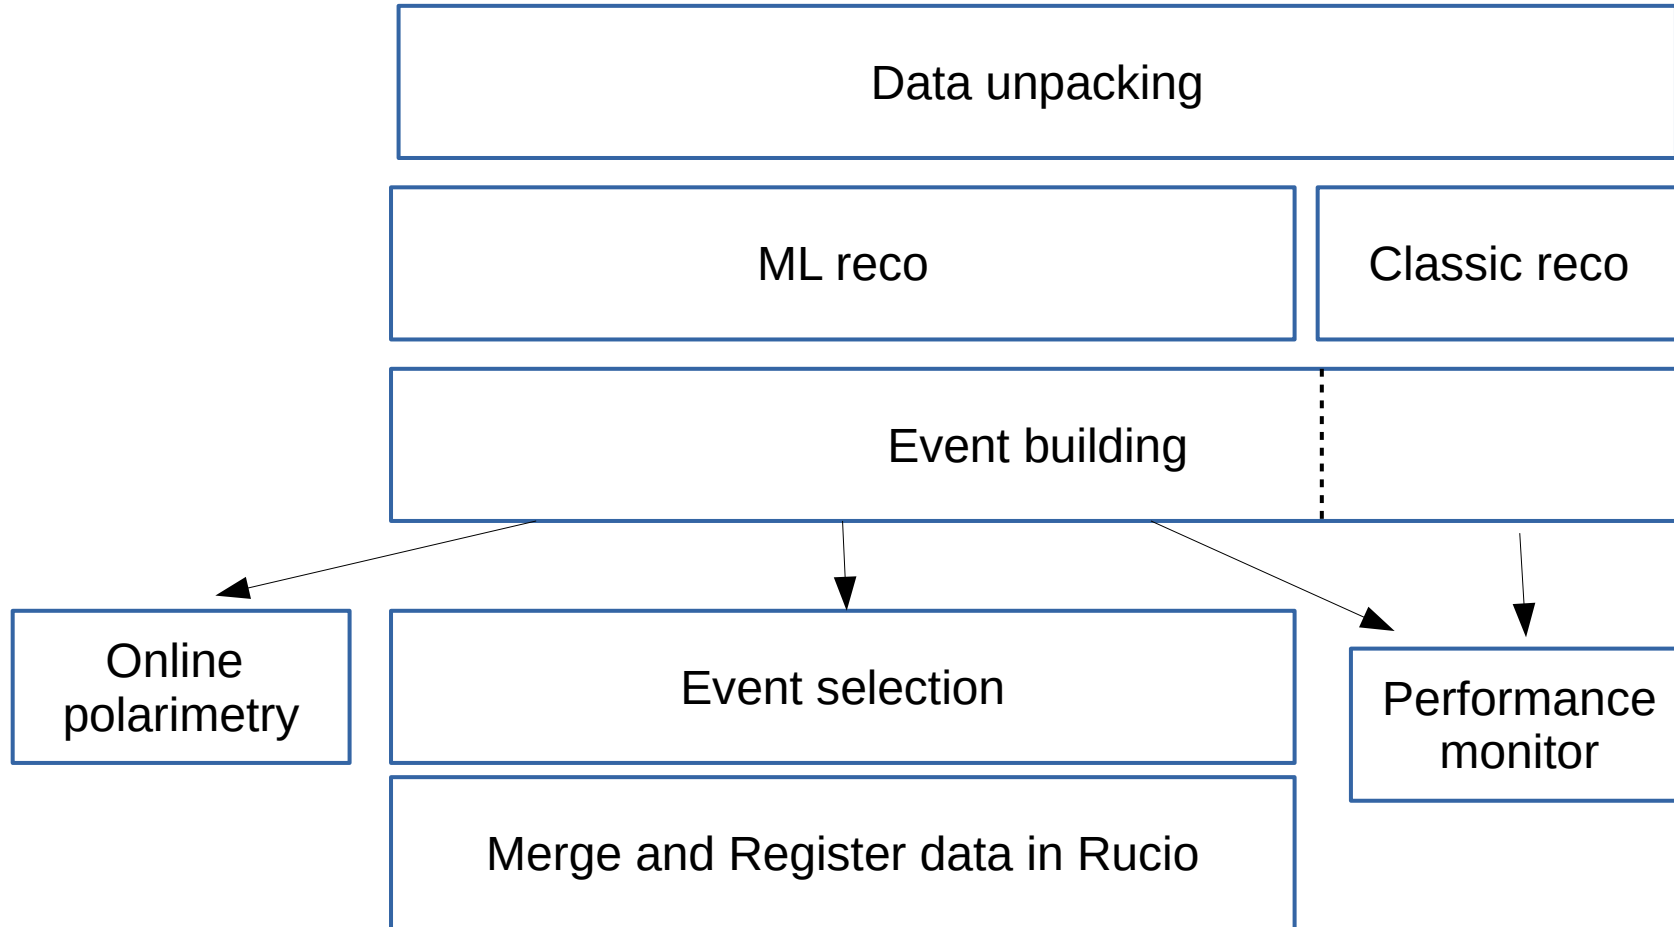 Data unpacking
ML reco
Classic reco
Event building
Online
polarimetry
Event selection
Performance
monitor
Merge and Register data in Rucio